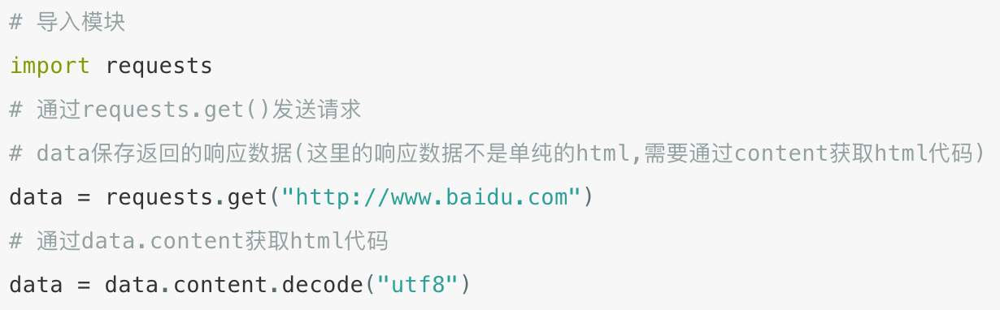 # 导入模块
import requests
# 通过requests.get()发送请求
# data保存返回的响应数据(这里的响应数据不是单纯的html,需要通过content获取html代码)
data = requests.get("http://www.baidu.com")
# 通过data.content获取html代码
data = data.content.decode("utf8")